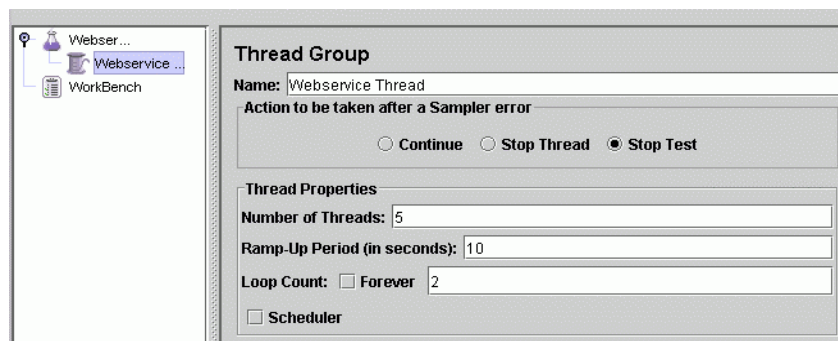 Webser...
Webservice ...
WorkBench
Thread Group
Name: Webservice Thread
Action to be taken after a Sampler error
Continue Stop Thread Stop Test
Thread Properties
Number of Threads: 5
Ramp-Up Period (in seconds): 10
Loop Count: Forever 2
Scheduler